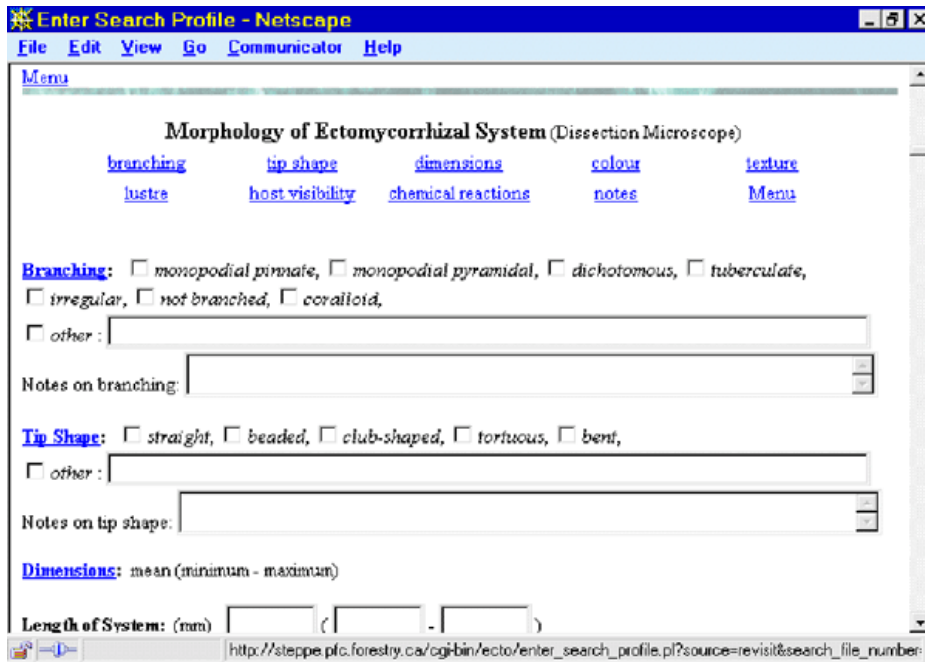 Enter Search Profile - Netscape
File Edit View Go Communicator Help
Menu
Morphology of Ectomycorrhizal System (Dissection Microscope)
branching tip shape dimensions colour texture
lustre host visibility chemical reactions notes Menu
Branching: monopodial pinnate, monopodial pyramidal, dichotomous, tuberculate,
irregular, not branched, coralloid,
other :
Notes on branching:
Tip Shape: straight, beaded, club-shaped, tortuous, bent,
other :
Notes on tip shape:
Dimensions: mean (minimum - maximum)
Length of System: (mm) ( - )
http://steppe.pfc.forestry.ca/cgi-bin/ecto/enter_search_profile.pl?source=revisit&search_file_number